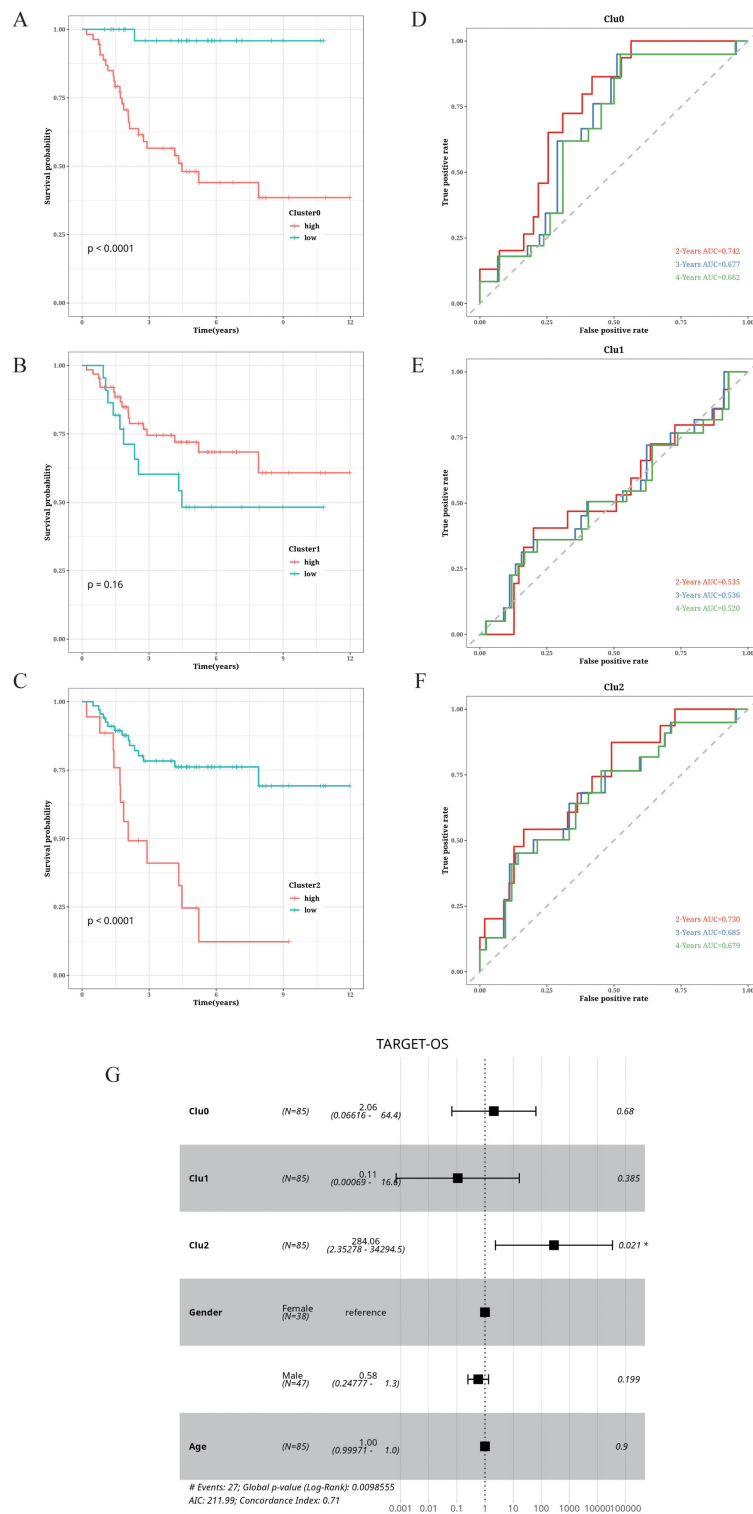 A
1.00
0.75
0.50
0.25
0.00
Survival probability
Cluster0
high
low
p < 0.0001
0
3
6
9
12
Time(years)
D
Clu0
1.00
0.75
0.50
0.25
0.00
True positive rate
2-Years AUC=0.742
3-Years AUC=0.677
4-Years AUC=0.662
0.00
0.25
0.50
0.75
1.00
False positive rate
B
1.00
0.75
0.50
0.25
0.00
Survival probability
Cluster1
high
low
p = 0.16
0
3
6
9
12
Time(years)
E
Clu1
1.00
0.75
0.50
0.25
0.00
True positive rate
2-Years AUC=0.535
3-Years AUC=0.536
4-Years AUC=0.520
0.00
0.25
0.50
0.75
1.00
False positive rate
C
1.00
0.75
0.50
0.25
0.00
Survival probability
Cluster2
high
low
p < 0.0001
0
3
6
9
12
Time(years)
F
Clu2
1.00
0.75
0.50
0.25
0.00
True positive rate
2-Years AUC=0.730
3-Years AUC=0.685
4-Years AUC=0.679
0.00
0.25
0.50
0.75
1.00
False positive rate
G
TARGET-OS
Clu0 (N=85) 2.06 (0.06616 - 64.4) 0.68
Clu1 (N=85) 0.11 (0.00069 - 16.6) 0.385
Clu2 (N=85) 284.06 (2.35278 - 34294.5) 0.021 *
Gender Female (N=38) reference
Male (N=47) 0.58 (0.24777 - 1.3) 0.199
Age (N=85) 1.00 (0.99971 - 1.0) 0.9
# Events: 27; Global p-value (Log-Rank): 0.0098555
AIC: 211.99; Concordance Index: 0.71
0.001 0.01 0.1 1 10 100 1000 10000 100000